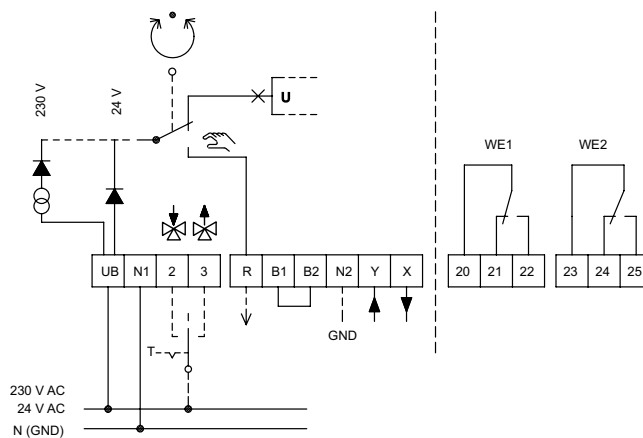 230 V
24 V
U
WE1
WE2
UB N1 2 3 R B1 B2 N2 Y X 20 21 22 23 24 25
GND
T
230 V AC
24 V AC
N (GND)